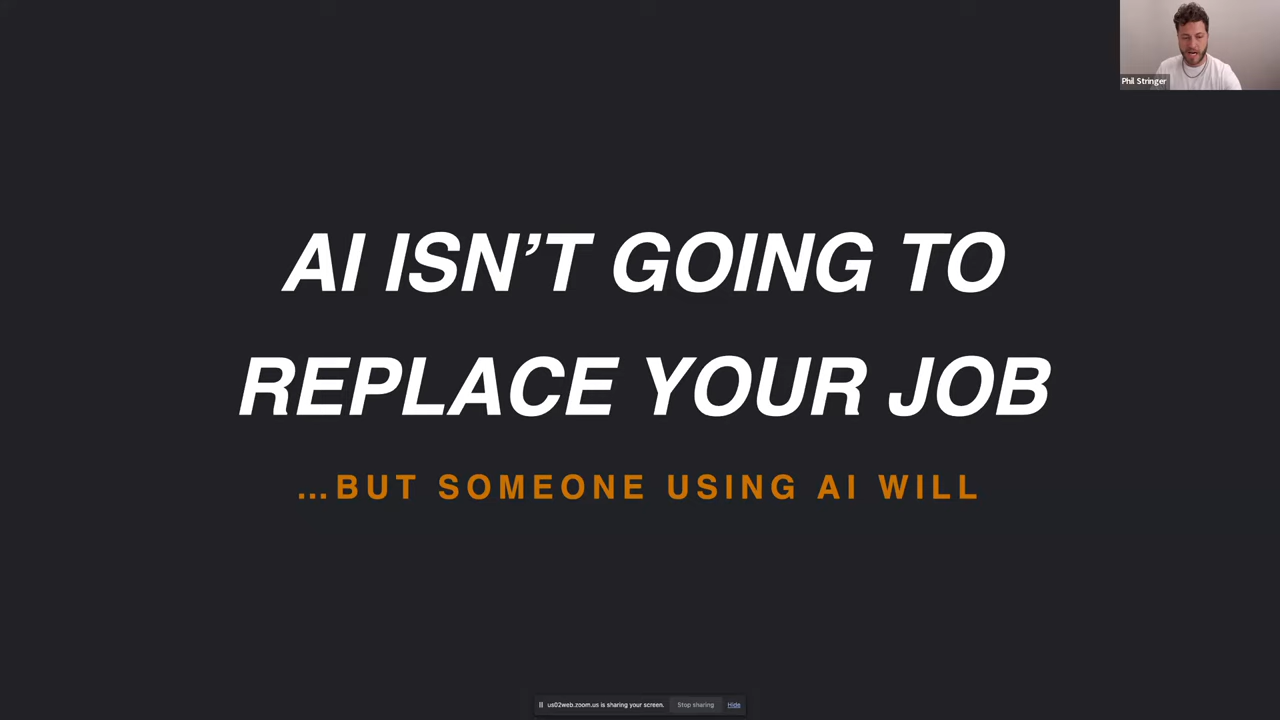 Phil Stringer
AI ISN’T GOING TO
REPLACE YOUR JOB
...BUT SOMEONE USING AI WILL
us02web.zoom.us is sharing your screen.
Stop sharing
Hide